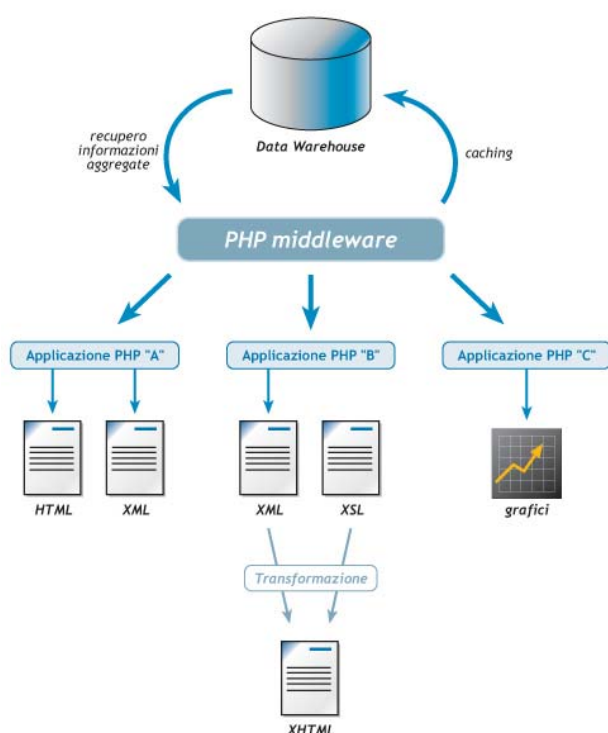 recupero
informazioni
aggregate
Data Warehouse
caching
PHP middleware
Applicazione PHP "A"
Applicazione PHP "B"
Applicazione PHP "C"
HTML
XML
XML
XSL
grafici
Transformazione
XHTML